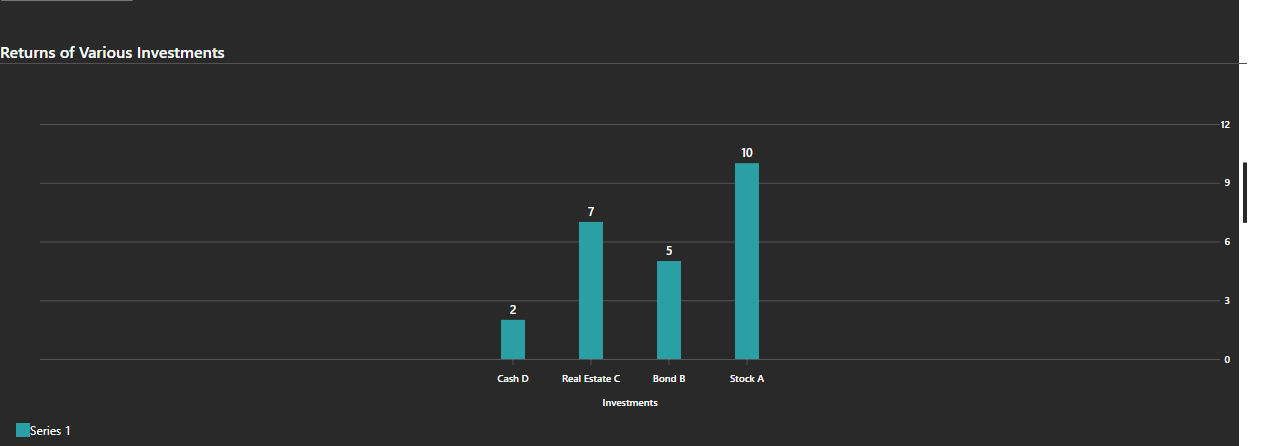 Returns of Various Investments
12
10
9
7
6
5
3
2
0
Cash D Real Estate C Bond B Stock A
Investments
Series 1